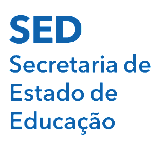 SED
Secretaria de
Estado de
Educação